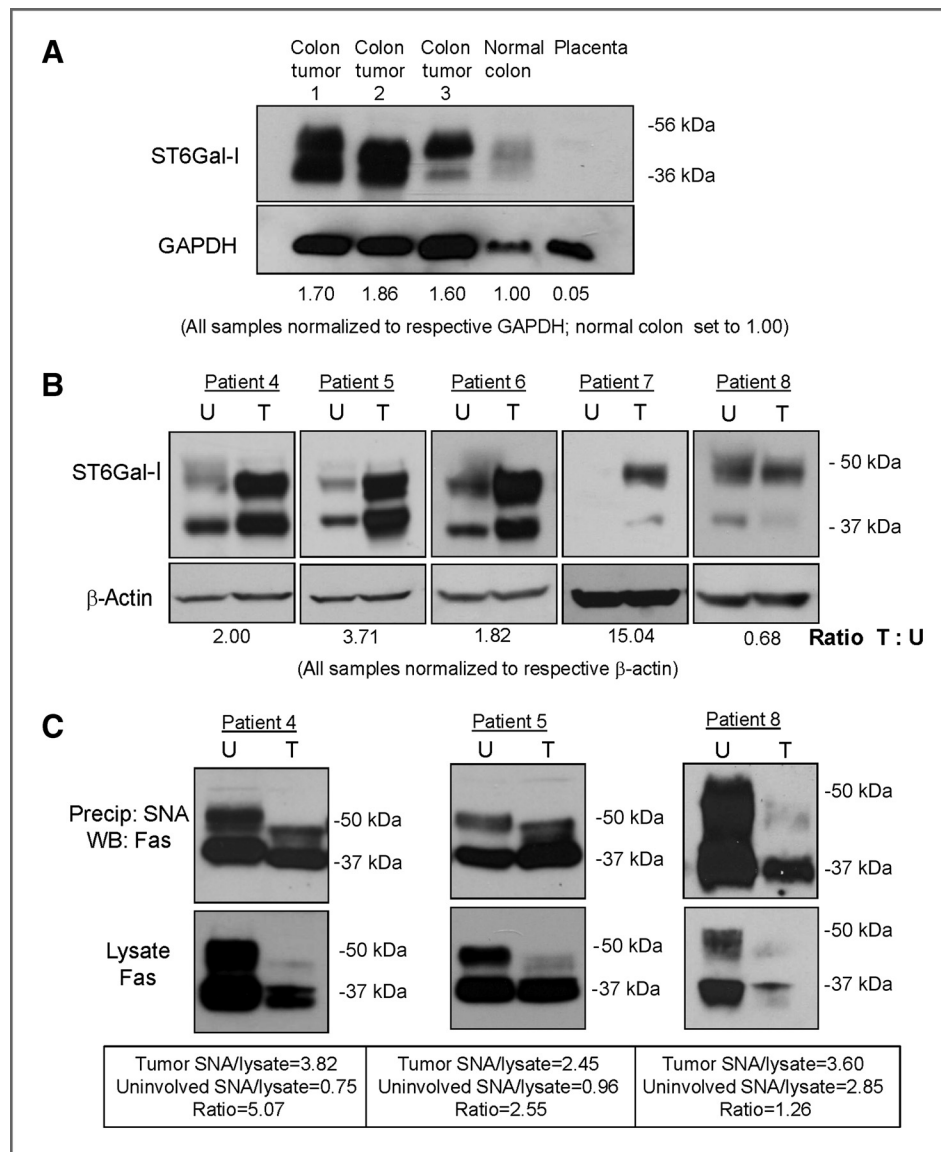 A
Colon tumor 1
Colon tumor 2
Colon tumor 3
Normal colon
Placenta
ST6Gal-I
-56 kDa
-36 kDa
GAPDH
1.70 1.86 1.60 1.00 0.05
(All samples normalized to respective GAPDH; normal colon set to 1.00)
B
Patient 4 Patient 5 Patient 6 Patient 7 Patient 8
U T U T U T U T U T
ST6Gal-I
- 50 kDa
- 37 kDa
β-Actin
2.00 3.71 1.82 15.04 0.68 Ratio T : U
(All samples normalized to respective β-actin)
C
Patient 4 Patient 5 Patient 8
U T U T U T
Precip: SNA
WB: Fas
-50 kDa -50 kDa -50 kDa
-37 kDa -37 kDa -37 kDa
Lysate
Fas
-50 kDa -50 kDa -50 kDa
-37 kDa -37 kDa -37 kDa
Tumor SNA/lysate=3.82
Uninvolved SNA/lysate=0.75
Ratio=5.07
Tumor SNA/lysate=2.45
Uninvolved SNA/lysate=0.96
Ratio=2.55
Tumor SNA/lysate=3.60
Uninvolved SNA/lysate=2.85
Ratio=1.26